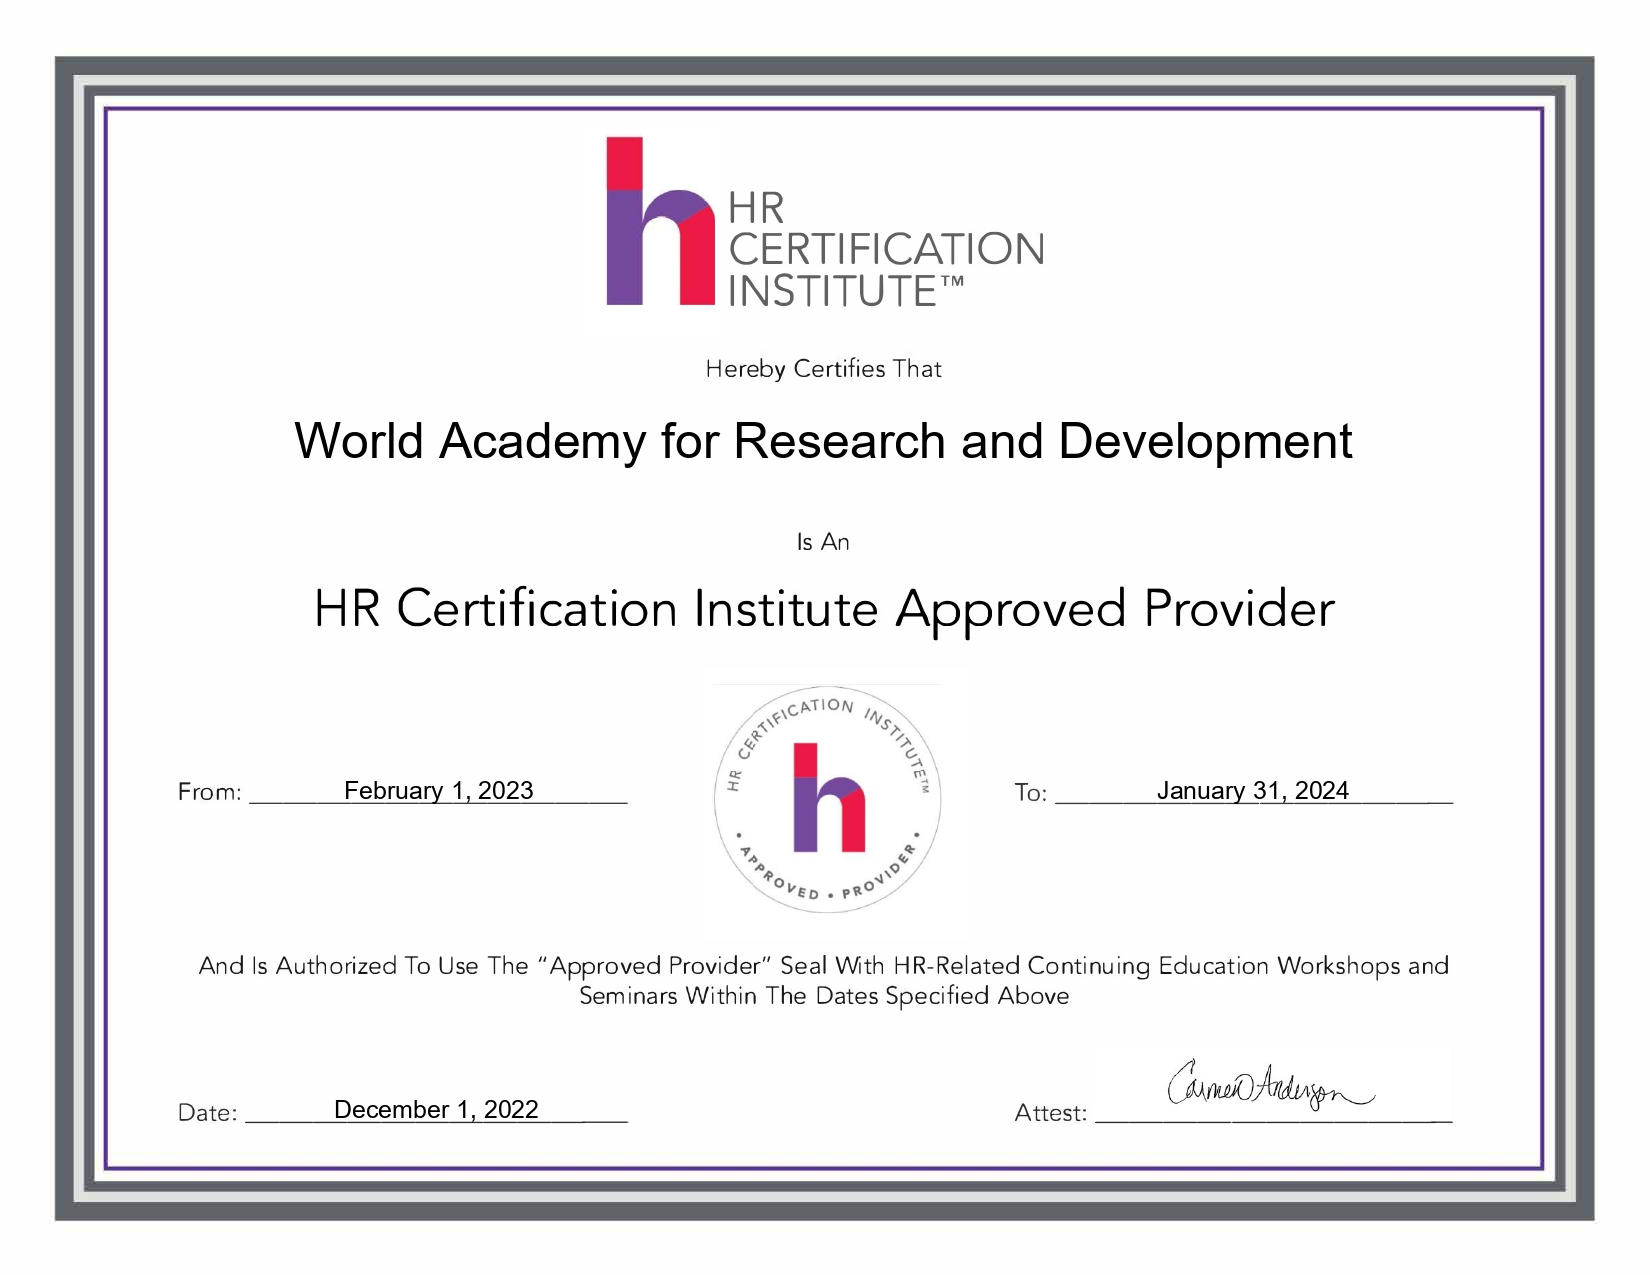 HR
CERTIFICATION
INSTITUTE™
Hereby Certifies That
World Academy for Research and Development
Is An
HR Certification Institute Approved Provider
HR CERTIFICATION INSTITUTE™
• APPROVED • PROVIDER •
From: February 1, 2023
To: January 31, 2024
And Is Authorized To Use The “Approved Provider” Seal With HR-Related Continuing Education Workshops and
Seminars Within The Dates Specified Above
Date: December 1, 2022
Attest: Carmen Anderson